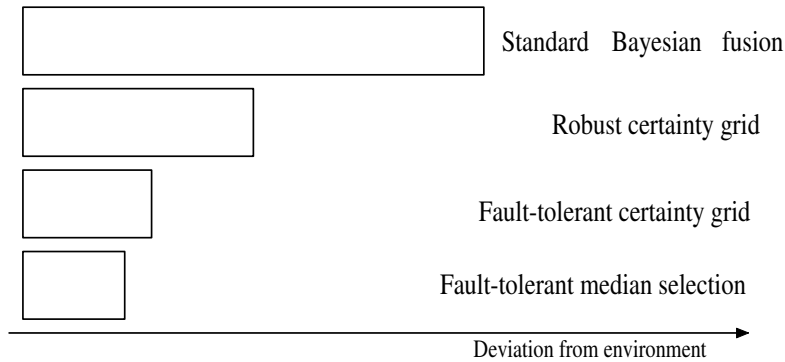 Standard Bayesian fusion
Robust certainty grid
Fault-tolerant certainty grid
Fault-tolerant median selection
Deviation from environment